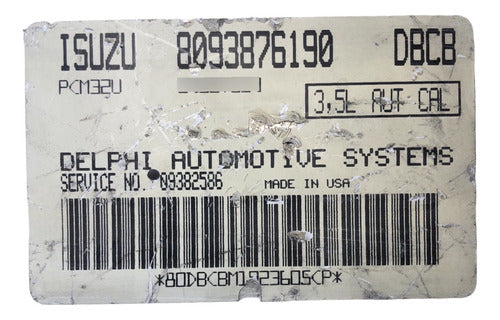 ISUZU 8093876190 DBCB
PCM32U
3,5L AUT CAL
DELPHI AUTOMOTIVE SYSTEMS
SERVICE NO. 09382586 MADE IN USA
*80DBCBM1923605CP*